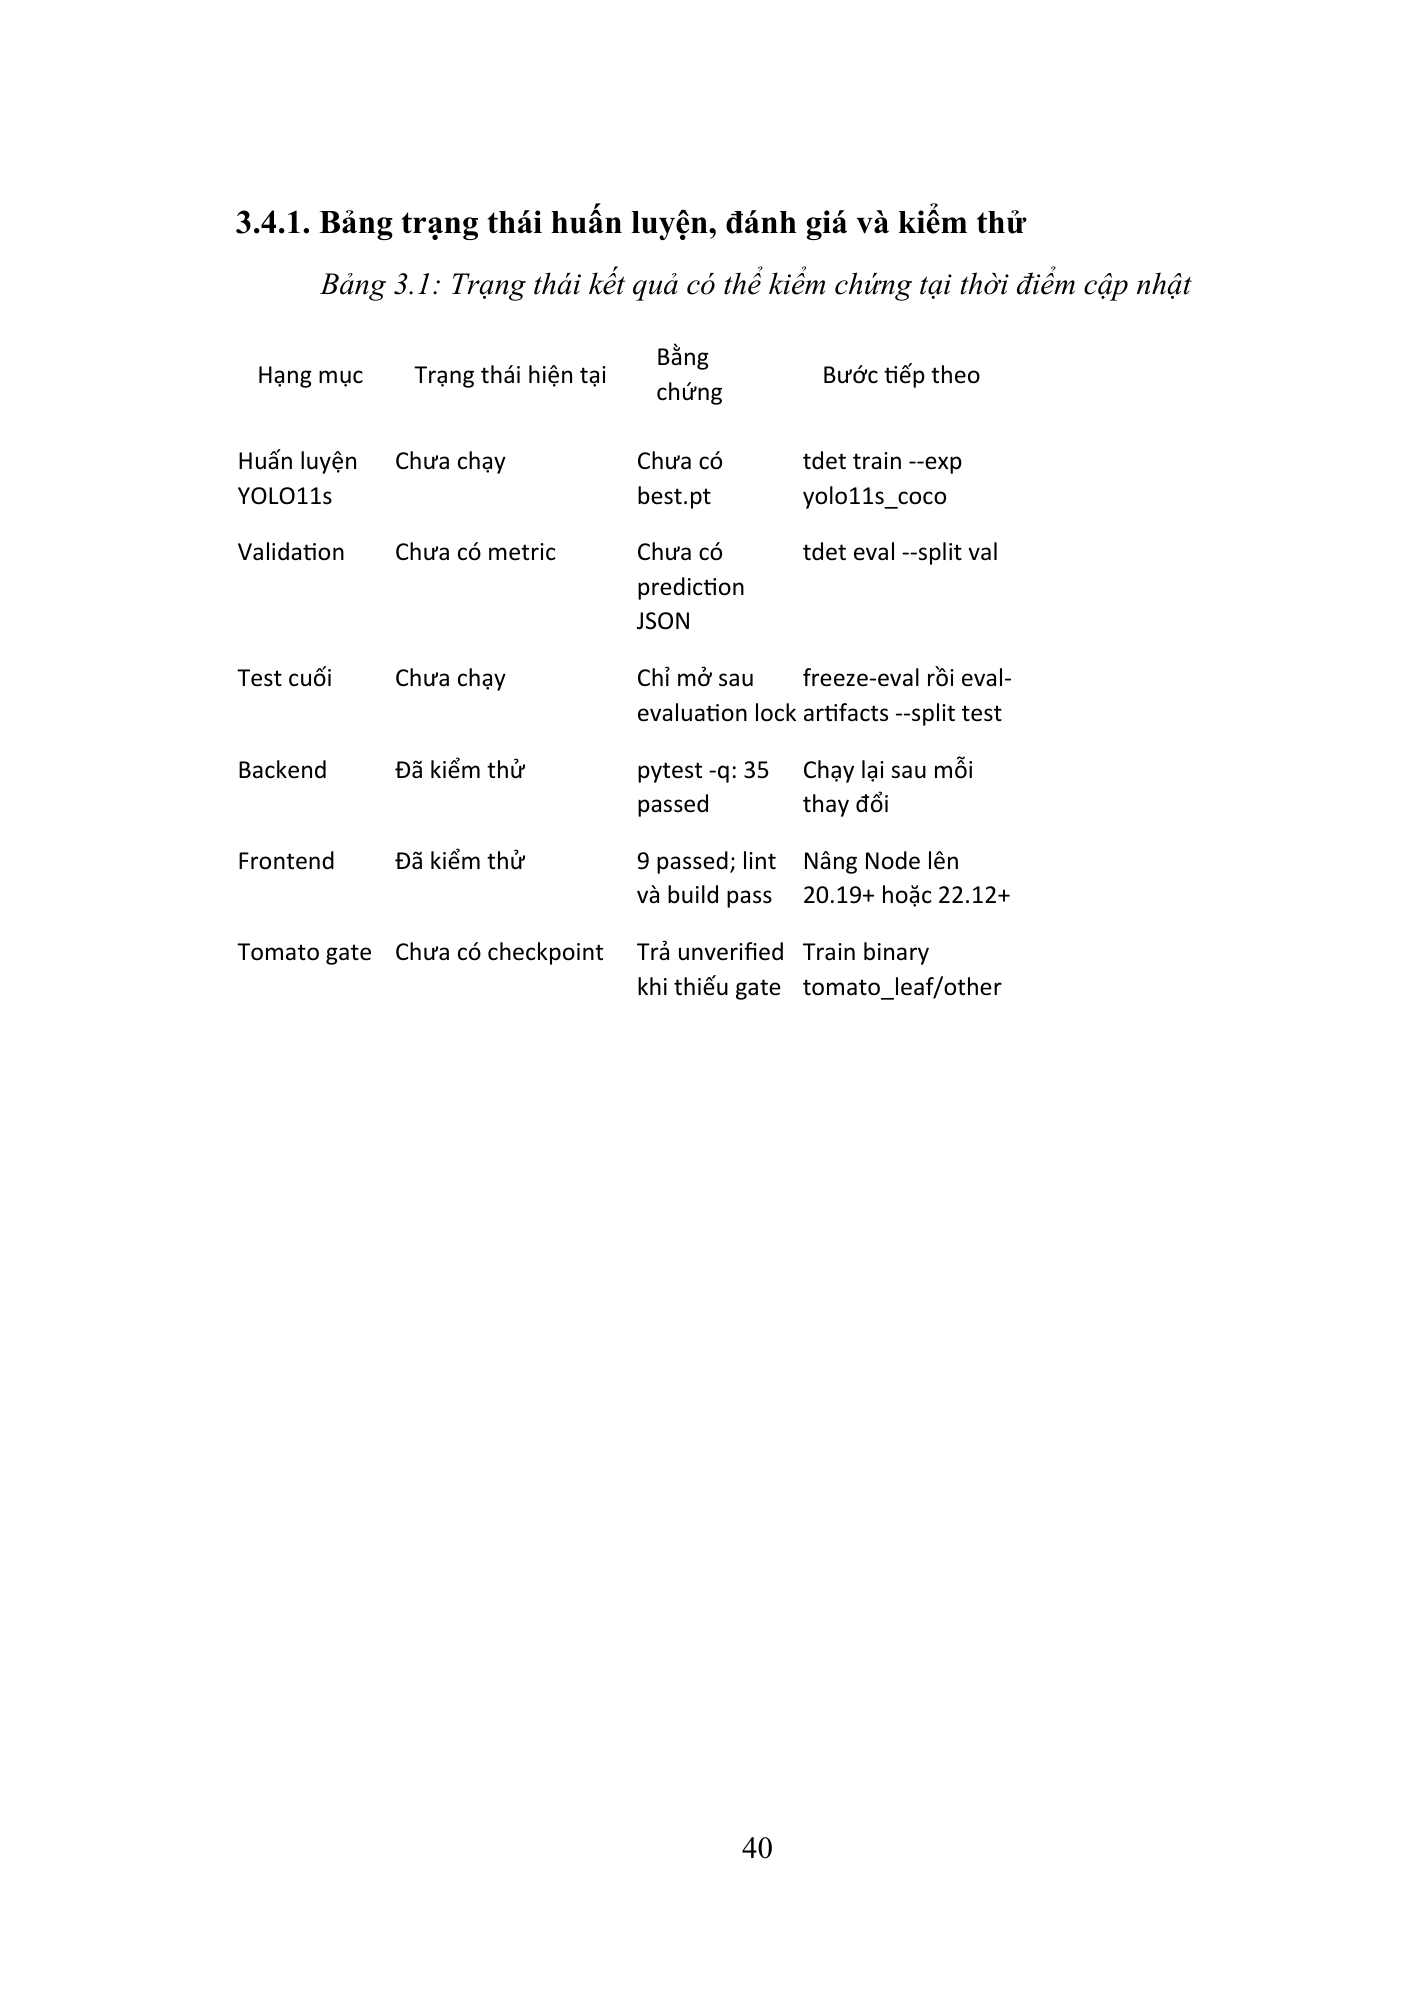 3.4.1. Bảng trạng thái huấn luyện, đánh giá và kiểm thử
Bảng 3.1: Trạng thái kết quả có thể kiểm chứng tại thời điểm cập nhật
Hạng mục Trạng thái hiện tại Bằng chứng Bước tiếp theo
Huấn luyện YOLO11s Chưa chạy Chưa có best.pt tdet train --exp yolo11s_coco
Validation Chưa có metric Chưa có prediction JSON tdet eval --split val
Test cuối Chưa chạy Chỉ mở sau evaluation lock freeze-eval rồi eval-artifacts --split test
Backend Đã kiểm thử pytest -q: 35 passed Chạy lại sau mỗi thay đổi
Frontend Đã kiểm thử 9 passed; lint và build pass Nâng Node lên 20.19+ hoặc 22.12+
Tomato gate Chưa có checkpoint Trả unverified khi thiếu gate Train binary tomato_leaf/other
40